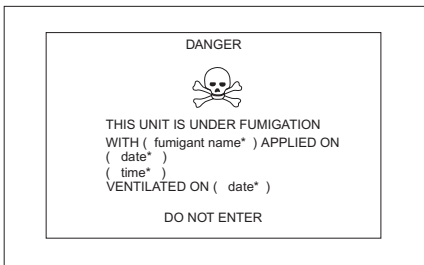 DANGER
THIS UNIT IS UNDER FUMIGATION
WITH ( fumigant name* ) APPLIED ON
( date* )
( time* )
VENTILATED ON ( date* )
DO NOT ENTER